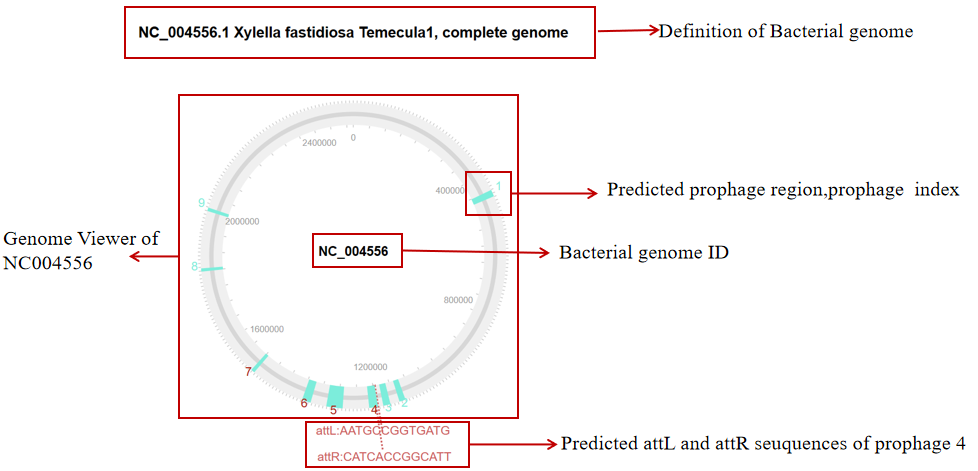 NC_004556.1 Xylella fastidiosa Temecula1, complete genome
Definition of Bacterial genome
0
2400000
400000
1
Predicted prophage region,prophage index
9
2000000
Genome Viewer of
NC004556
NC_004556
Bacterial genome ID
8
800000
1600000
1200000
7
6
5
4
3
2
attL:AATGCCGGTGATG
attR:CATCACCGGCATT
Predicted attL and attR seuquences of prophage 4